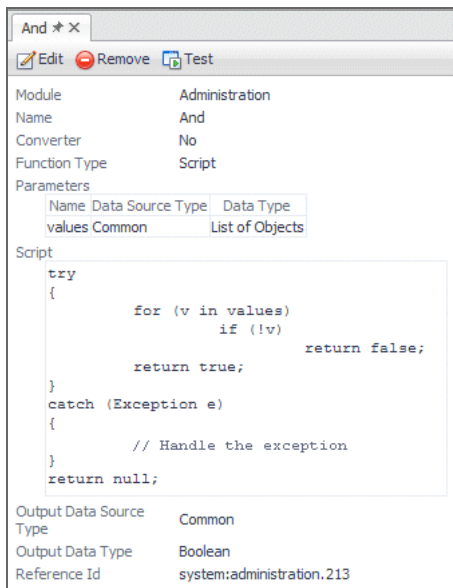 And
Edit Remove Test
Module Administration
Name And
Converter No
Function Type Script
Parameters
Name Data Source Type Data Type
values Common List of Objects
Script
try
{
for (v in values)
if (!v)
return false;
return true;
}
catch (Exception e)
{
// Handle the exception
}
return null;
Output Data Source
Type Common
Output Data Type Boolean
Reference Id system:administration.213